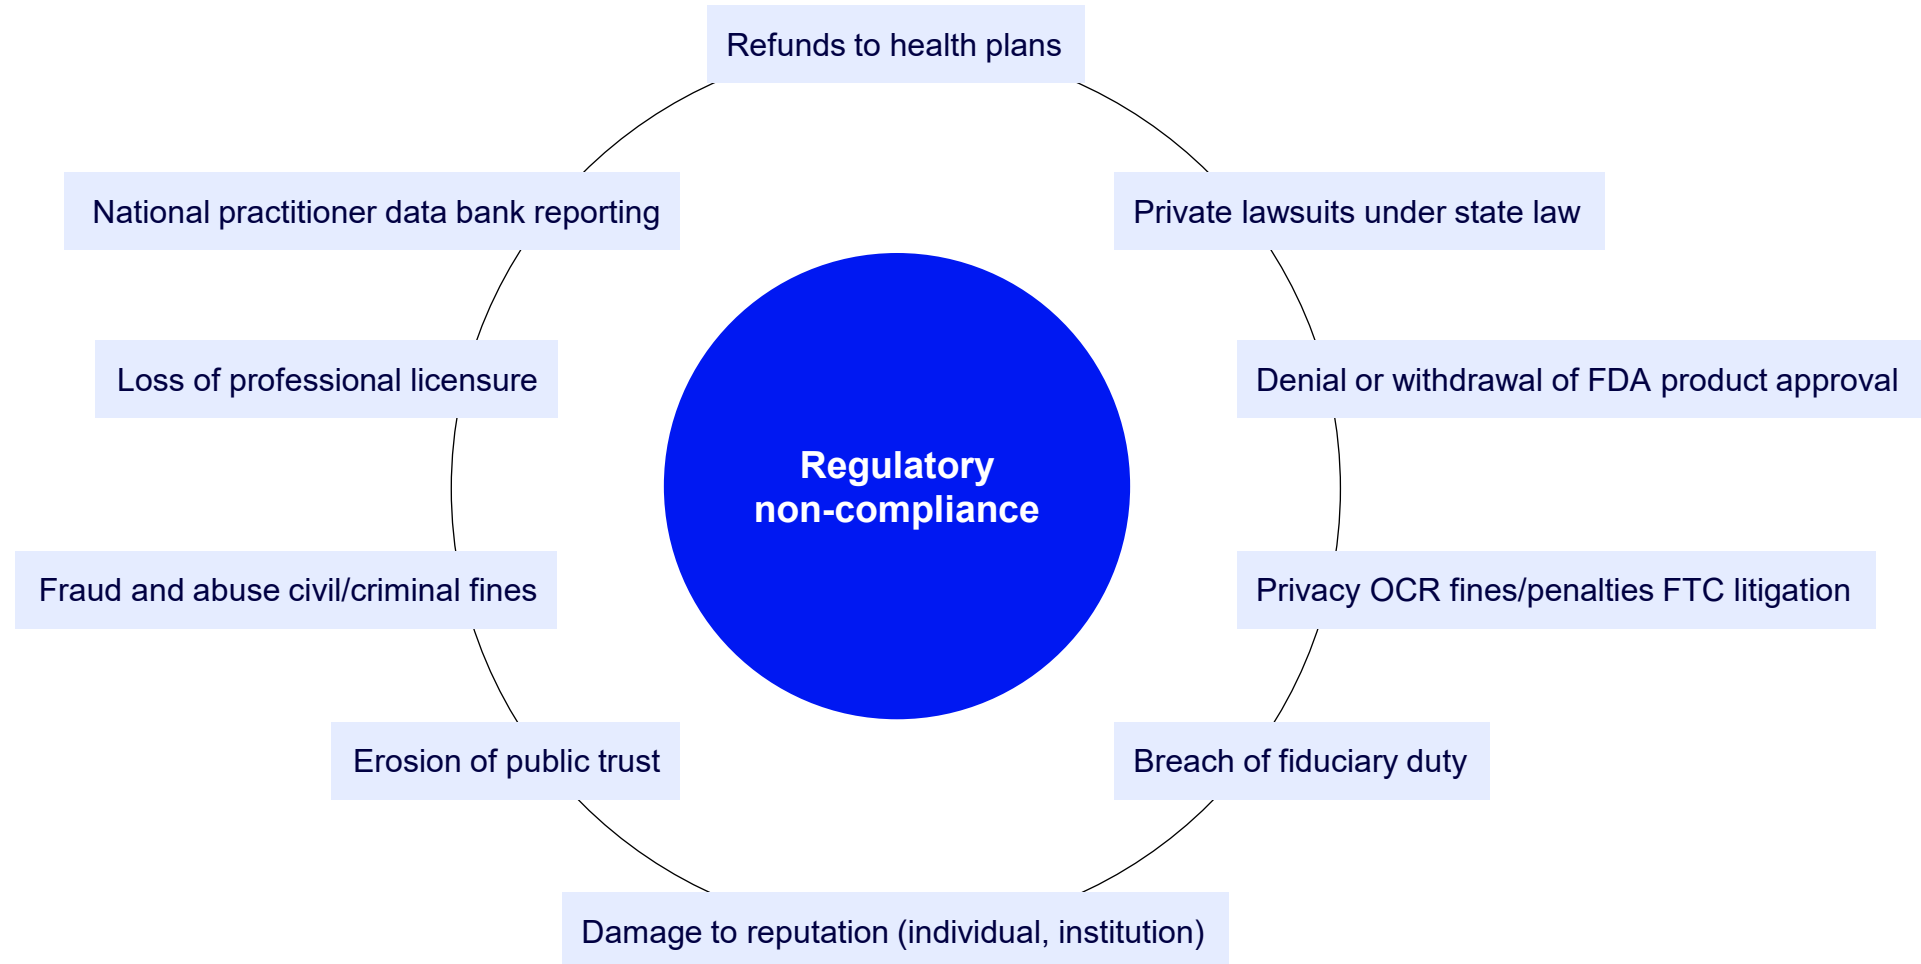 Refunds to health plans
National practitioner data bank reporting
Private lawsuits under state law
Loss of professional licensure
Denial or withdrawal of FDA product approval
Regulatory
non-compliance
Fraud and abuse civil/criminal fines
Privacy OCR fines/penalties FTC litigation
Erosion of public trust
Breach of fiduciary duty
Damage to reputation (individual, institution)